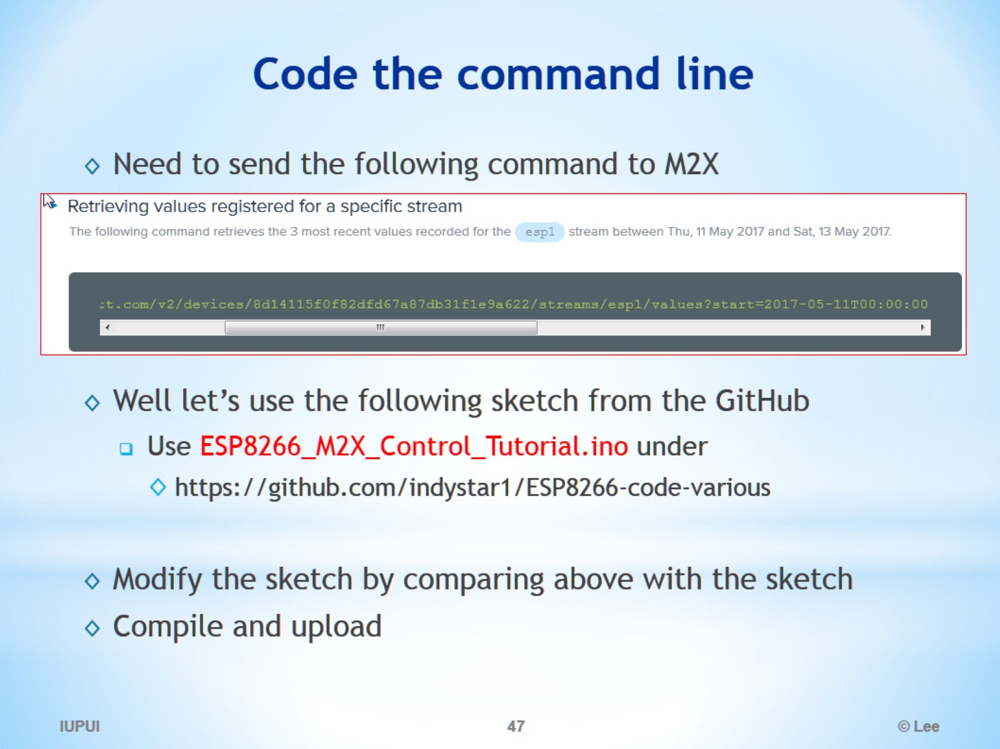 Code the command line
Need to send the following command to M2X
Retrieving values registered for a specific stream
The following command retrieves the 3 most recent values recorded for the esp1 stream between Thu, 11 May 2017 and Sat, 13 May 2017.
ct.com/v2/devices/8d14115f0f82dfd67a87db31f1e9a622/streams/esp1/values?start=2017-05-11T00:00:00
Well let’s use the following sketch from the GitHub
Use ESP8266_M2X_Control_Tutorial.ino under
https://github.com/indystar1/ESP8266-code-various
Modify the sketch by comparing above with the sketch
Compile and upload
IUPUI
47
© Lee